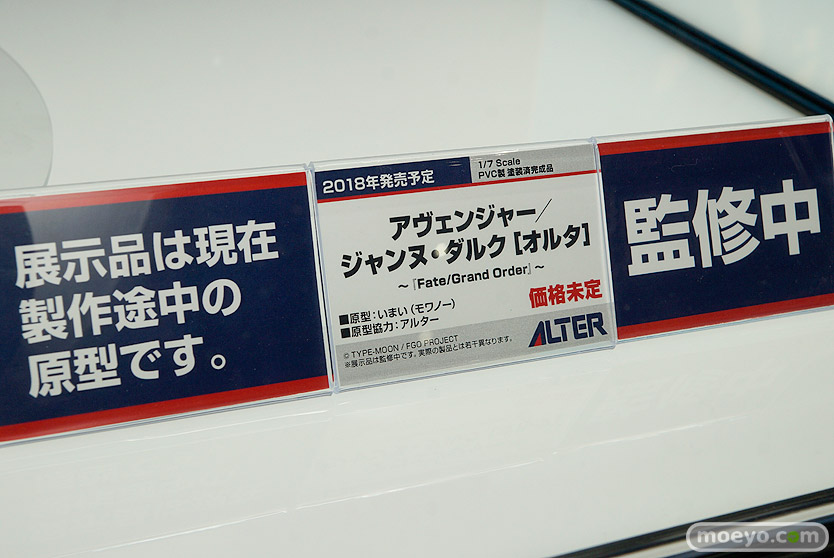 展示品は現在
製作途中の
原型です。
2018年発売予定
1/7 Scale
PVC製 塗装済完成品
アヴェンジャー/
ジャンヌ・ダルク[オルタ]
～『Fate/Grand Order』～
価格未定
■原型:いまい(モワノー)
■原型協力:アルター
© TYPE-MOON / FGO PROJECT
※展示品は監修中です。実際の製品とは若干異なります。
ALTER
監修中
moeyo.com